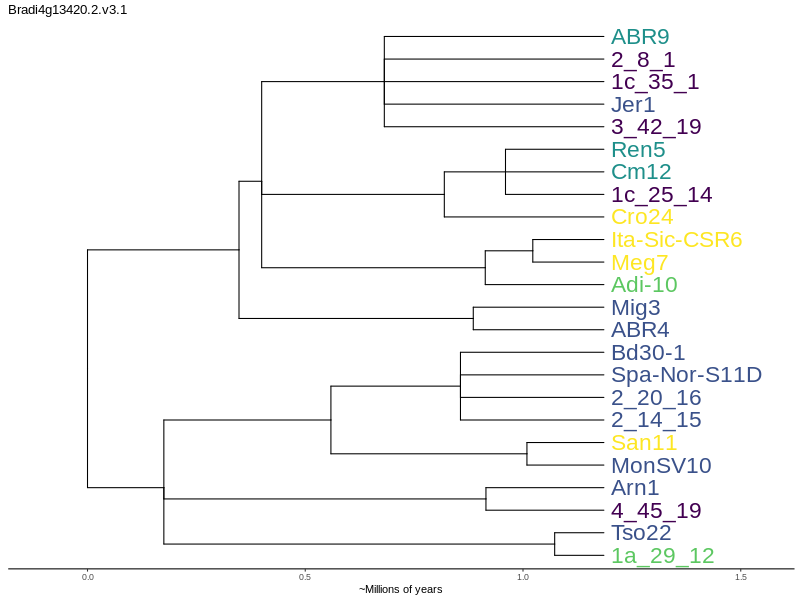 Bradi4g13420.2.v3.1
ABR9
2_8_1
1c_35_1
Jer1
3_42_19
Ren5
Cm12
1c_25_14
Cro24
Ita-Sic-CSR6
Meg7
Adi-10
Mig3
ABR4
Bd30-1
Spa-Nor-S11D
2_20_16
2_14_15
San11
MonSV10
Arn1
4_45_19
Tso22
1a_29_12
0.0 0.5 1.0 1.5
~Millions of years